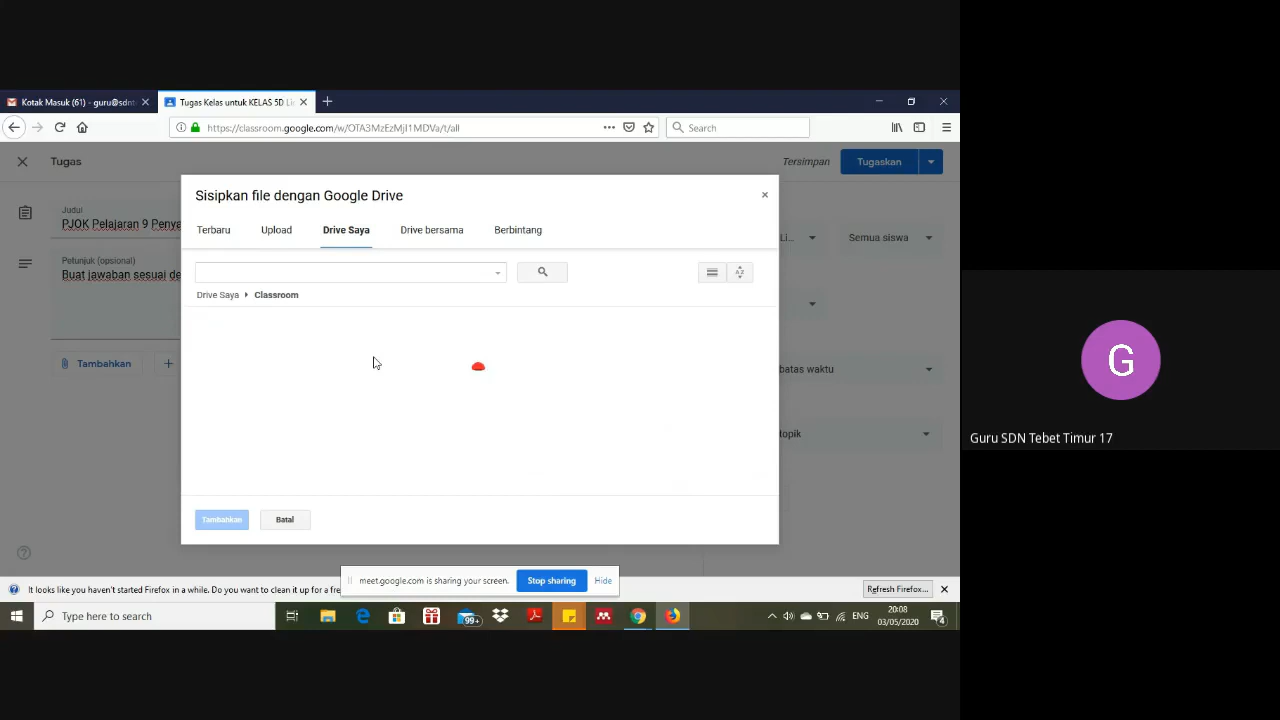 Kotak Masuk (61) - guru@sdnt
Tugas Kelas untuk KELAS 5D Li
https://classroom.google.com/w/OTA3MzEzMjI1MDVa/t/all
Search
Tugas
Tersimpan
Tugaskan
Sisipkan file dengan Google Drive
Judul
PJOK Pelajaran 9 Penya
Terbaru
Upload
Drive Saya
Drive bersama
Berbintang
Li...
Semua siswa
Petunjuk (opsional)
Buat jawaban sesuai de
Drive Saya
Classroom
Tambahkan
batas waktu
topik
Tambahkan
Batal
G
Guru SDN Tebet Timur 17
meet.google.com is sharing your screen.
Stop sharing
Hide
It looks like you haven't started Firefox in a while. Do you want to clean it up for a fre
Refresh Firefox...
Type here to search
99+
ENG
20:08
03/05/2020
4